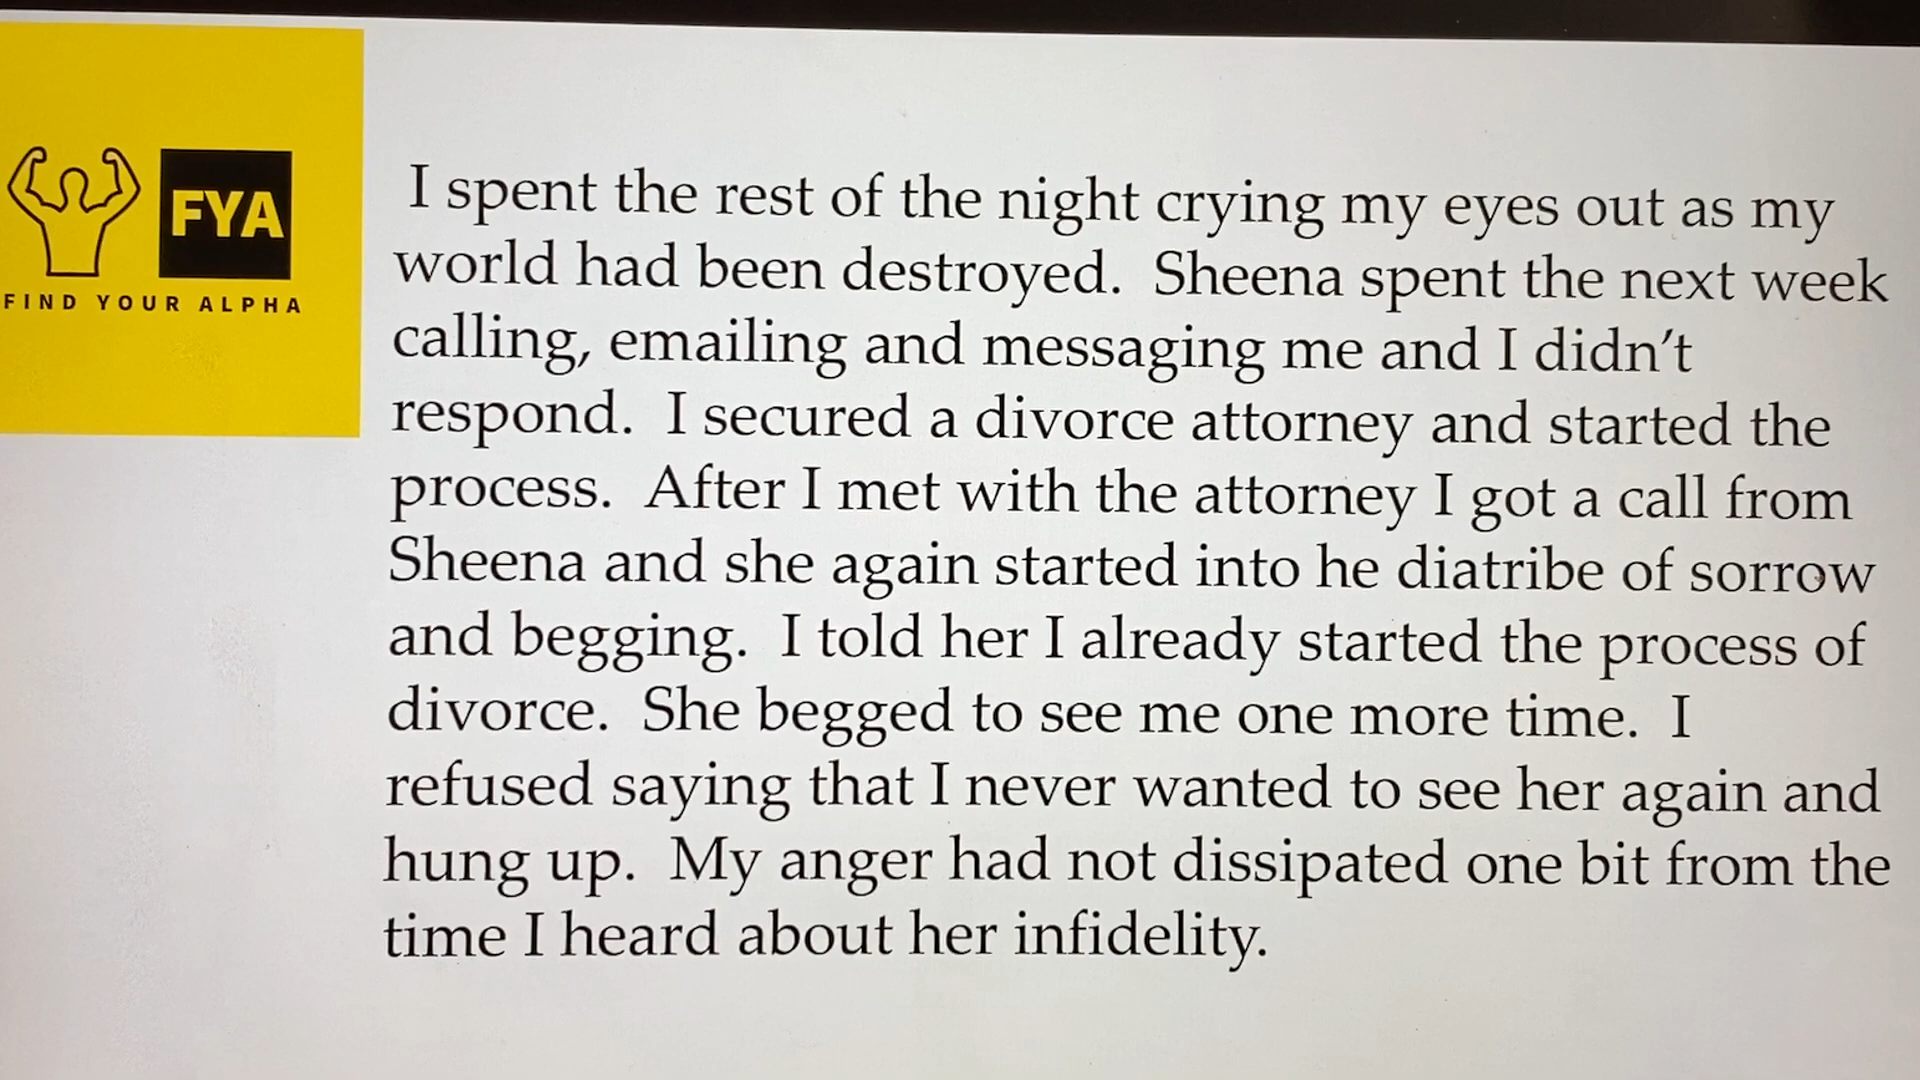 FYA
FIND YOUR ALPHA
I spent the rest of the night crying my eyes out as my
world had been destroyed.  Sheena spent the next week
calling, emailing and messaging me and I didn’t
respond.  I secured a divorce attorney and started the
process.  After I met with the attorney I got a call from
Sheena and she again started into he diatribe of sorrow
and begging.  I told her I already started the process of
divorce.  She begged to see me one more time.  I
refused saying that I never wanted to see her again and
hung up.  My anger had not dissipated one bit from the
time I heard about her infidelity.